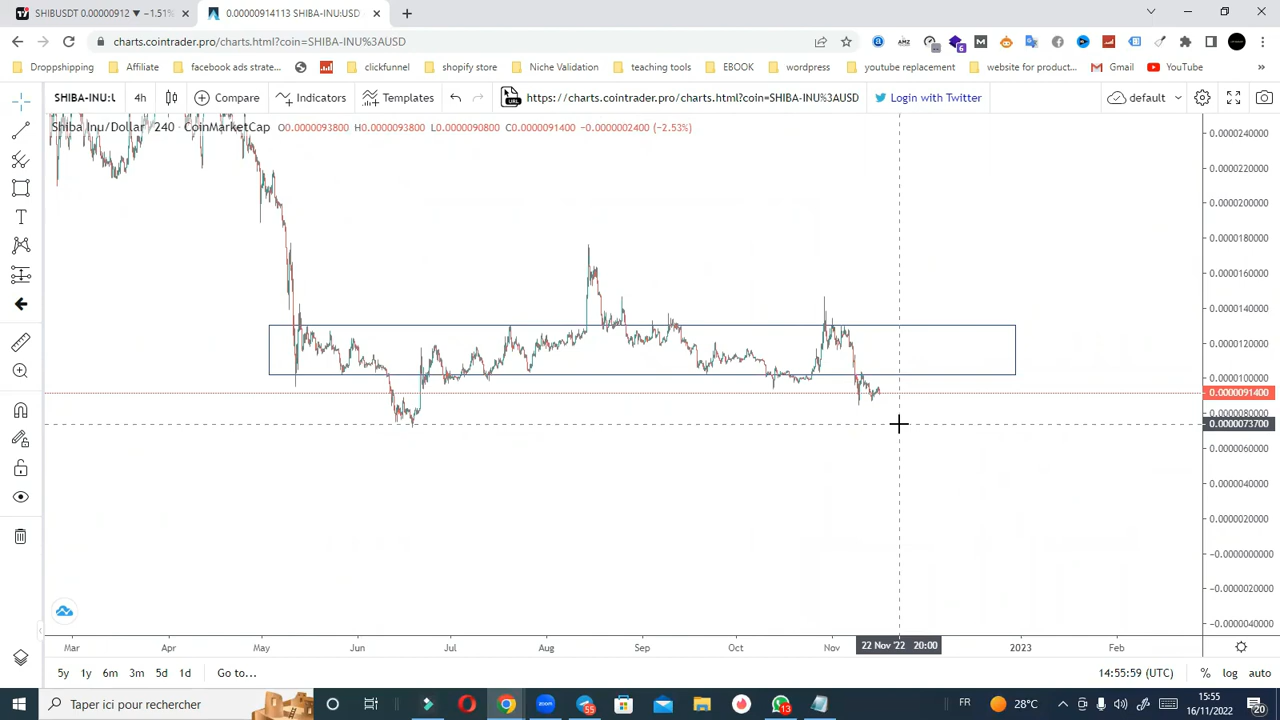 SHIBUSDT 0.00000912 ▼ −1.51%
0.00000914113 SHIBA-INU:USD
charts.cointrader.pro/charts.html?coin=SHIBA-INU%3AUSD
6
Droppshipping
Affiliate
facebook ads strate...
clickfunnel
shopify store
Niche Validation
teaching tools
EBOOK
wordpress
youtube replacement
website for product...
Gmail
YouTube
SHIBA-INU:U
4h
Compare
Indicators
Templates
URL
https://charts.cointrader.pro/charts.html?coin=SHIBA-INU%3AUSD
Login with Twitter
default
Shiba Inu/Dollar 240 · CoinMarketCap O0.0000093800 H0.0000093800 L0.0000090800 C0.0000091400 −0.0000002400 (−2.53%)
0.0000240000
0.0000220000
0.0000200000
0.0000180000
0.0000160000
0.0000140000
0.0000120000
0.0000100000
0.0000091400
0.0000080000
0.0000073700
0.0000060000
0.0000040000
0.0000020000
−0.0000000000
−0.0000020000
−0.0000040000
Mar
Apr
May
Jun
Jul
Aug
Sep
Oct
Nov
22 Nov '22 20:00
2023
Feb
5y
1y
6m
3m
5d
1d
Go to...
14:55:59 (UTC)
%
log
auto
Taper ici pour rechercher
zoom
55
13
FR
28°C
15:55
16/11/2022
20